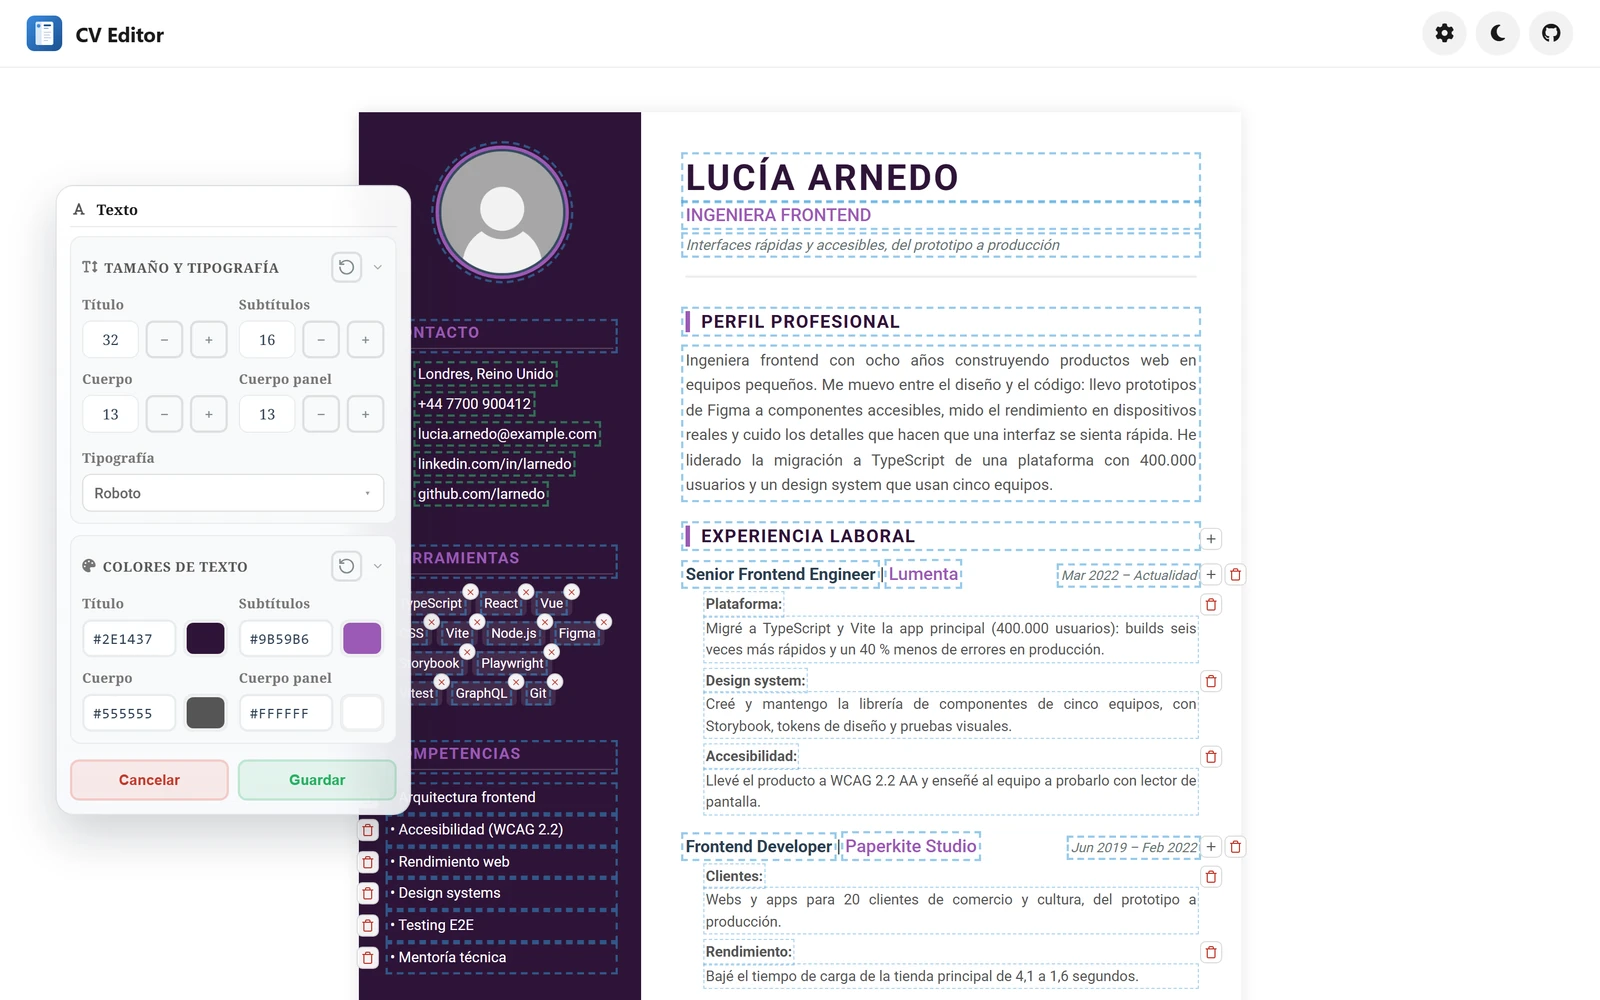 CV Editor
Texto
TAMAÑO Y TIPOGRAFÍA
Título
Subtítulos
32
−
+
16
−
+
Cuerpo
Cuerpo panel
13
−
+
13
−
+
Tipografía
Roboto
COLORES DE TEXTO
Título
Subtítulos
#2E1437
#9B59B6
Cuerpo
Cuerpo panel
#555555
#FFFFFF
Cancelar
Guardar
NTACTO
Londres, Reino Unido
+44 7700 900412
lucia.arnedo@example.com
linkedin.com/in/larnedo
github.com/larnedo
RRAMIENTAS
ypeScript
React
Vue
SS
Vite
Node.js
Figma
orybook
Playwright
test
GraphQL
Git
MPETENCIAS
rquitectura frontend
• Accesibilidad (WCAG 2.2)
• Rendimiento web
• Design systems
• Testing E2E
• Mentoría técnica
LUCÍA ARNEDO
INGENIERA FRONTEND
Interfaces rápidas y accesibles, del prototipo a producción
PERFIL PROFESIONAL
Ingeniera frontend con ocho años construyendo productos web en
equipos pequeños. Me muevo entre el diseño y el código: llevo prototipos
de Figma a componentes accesibles, mido el rendimiento en dispositivos
reales y cuido los detalles que hacen que una interfaz se sienta rápida. He
liderado la migración a TypeScript de una plataforma con 400.000
usuarios y un design system que usan cinco equipos.
EXPERIENCIA LABORAL
+
Senior Frontend Engineer | Lumenta
Mar 2022 – Actualidad
+
Plataforma:
Migré a TypeScript y Vite la app principal (400.000 usuarios): builds seis
veces más rápidos y un 40 % menos de errores en producción.
Design system:
Creé y mantengo la librería de componentes de cinco equipos, con
Storybook, tokens de diseño y pruebas visuales.
Accesibilidad:
Llevé el producto a WCAG 2.2 AA y enseñé al equipo a probarlo con lector de
pantalla.
Frontend Developer | Paperkite Studio
Jun 2019 – Feb 2022
+
Clientes:
Webs y apps para 20 clientes de comercio y cultura, del prototipo a
producción.
Rendimiento:
Bajé el tiempo de carga de la tienda principal de 4,1 a 1,6 segundos.